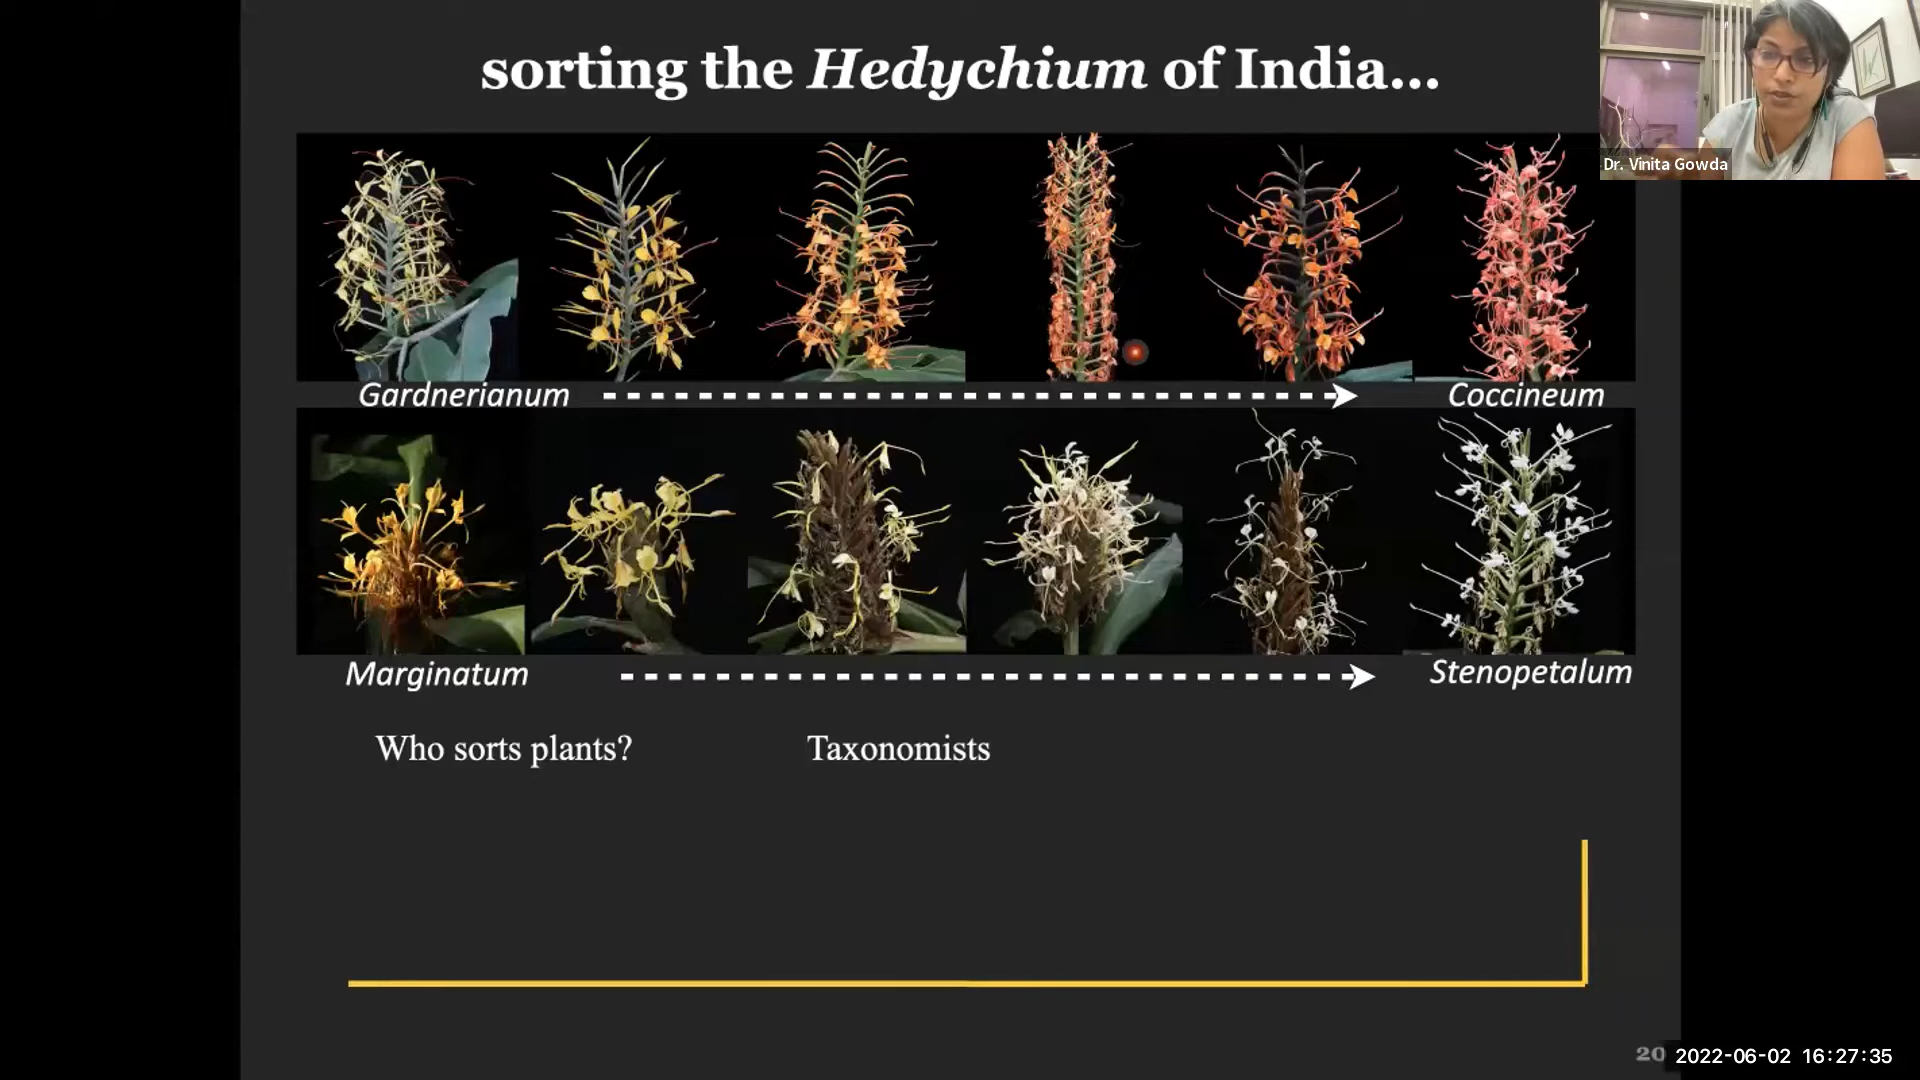 sorting the Hedychium of India...
Dr. Vinita Gowda
Gardnerianum
Coccineum
Marginatum
Stenopetalum
Who sorts plants?
Taxonomists
20
2022-06-02 16:27:35